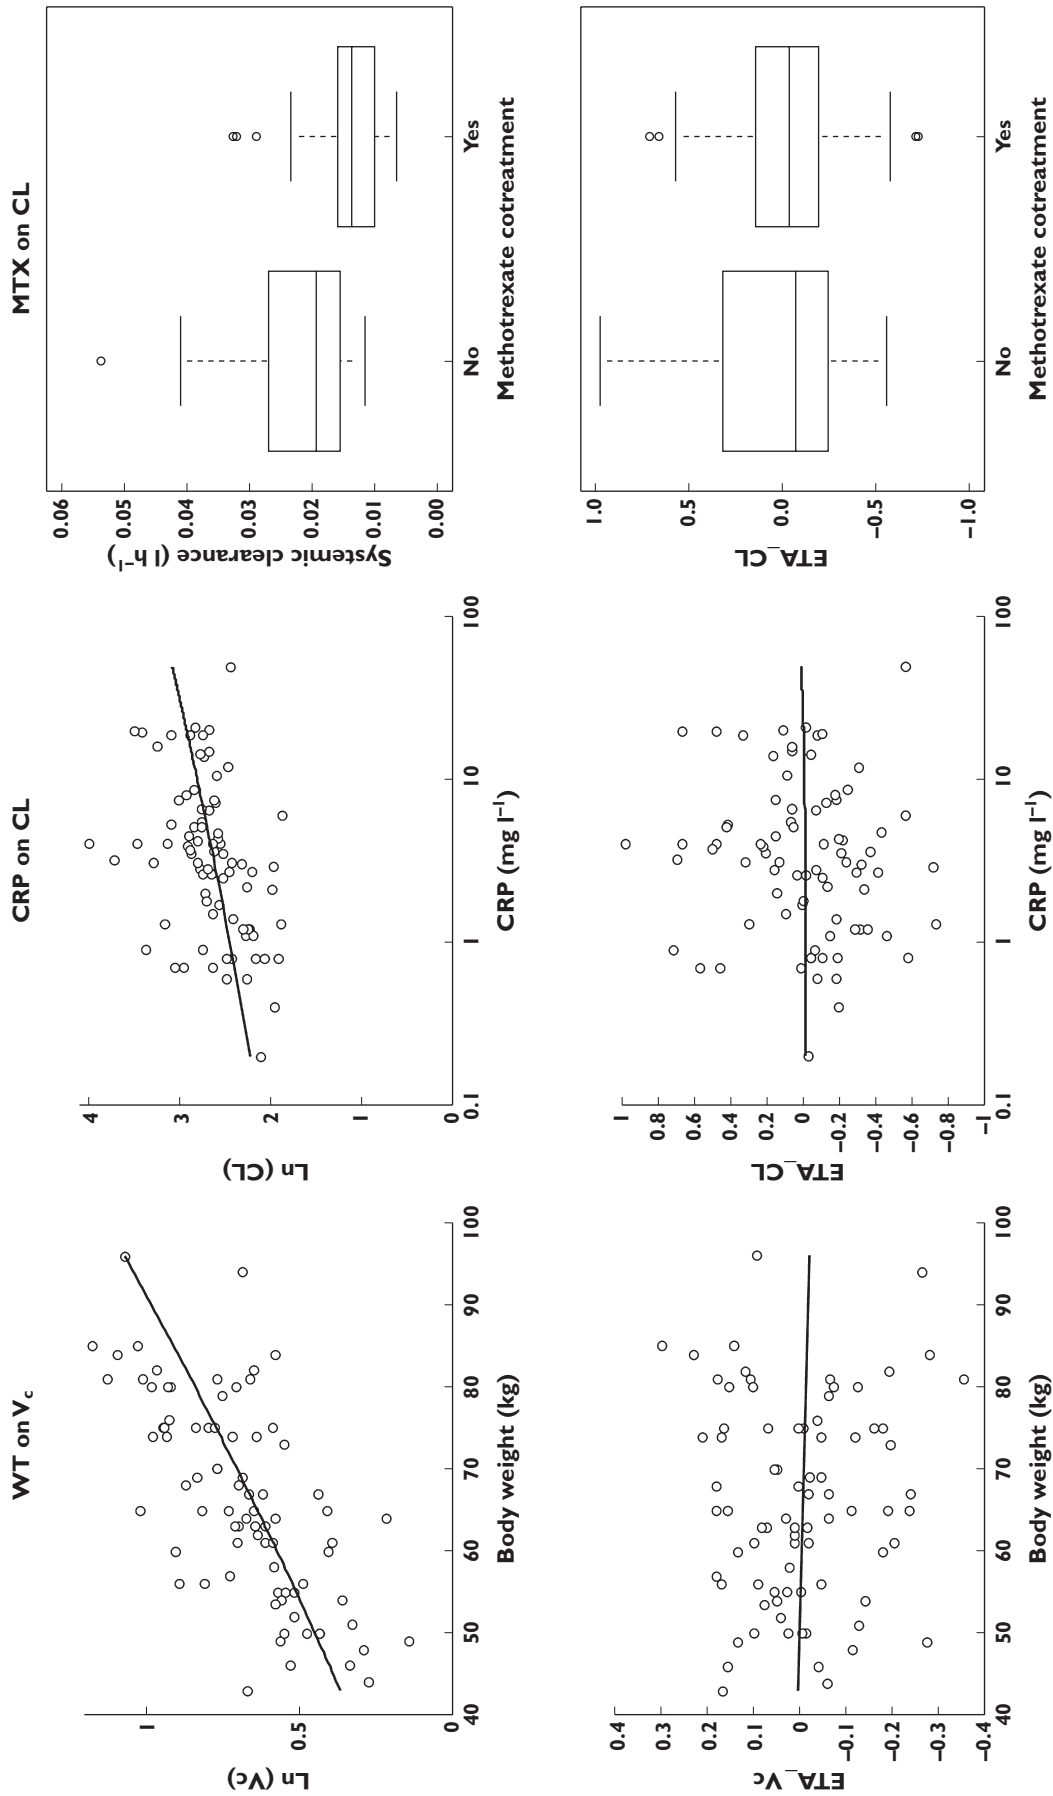 WT on Vc
Ln (Vc)
1
0.5
0
40 50 60 70 80 90 100
Body weight (kg)
CRP on CL
Ln (CL)
4
3
2
1
0
0.1 1 10 100
CRP (mg l⁻¹)
MTX on CL
Systemic clearance (l h⁻¹)
0.06
0.05
0.04
0.03
0.02
0.01
0.00
No Yes
Methotrexate cotreatment
ETA_Vc
0.4
0.3
0.2
0.1
0
−0.1
−0.2
−0.3
−0.4
40 50 60 70 80 90 100
Body weight (kg)
ETA_CL
1
0.8
0.6
0.4
0.2
0
−0.2
−0.4
−0.6
−0.8
−1
0.1 1 10 100
CRP (mg l⁻¹)
ETA_CL
1.0
0.5
0.0
−0.5
−1.0
No Yes
Methotrexate cotreatment